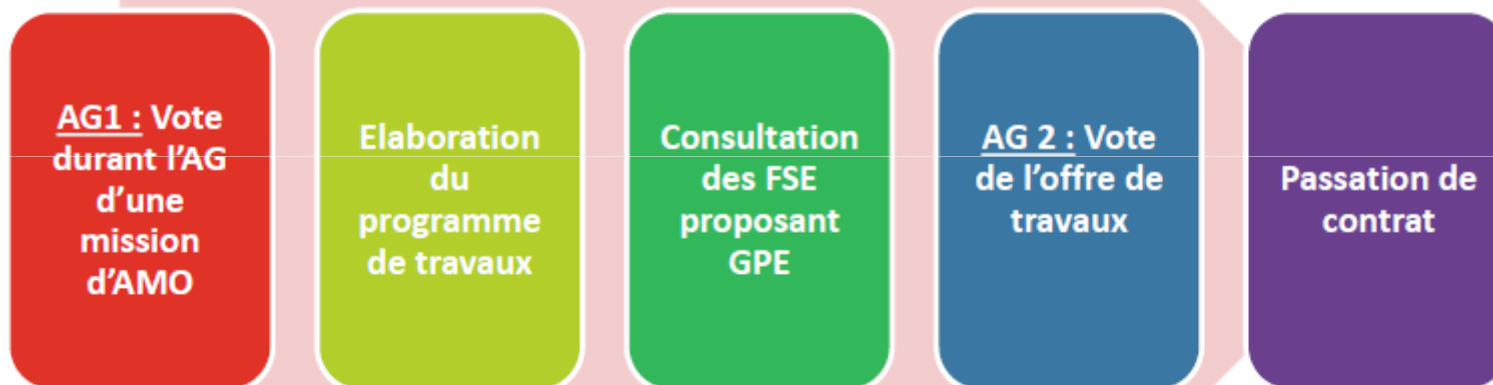 AG1 : Vote
durant l'AG
d'une
mission
d'AMO
Elaboration
du
programme
de travaux
Consultation
des FSE
proposant
GPE
AG 2 : Vote
de l'offre de
travaux
Passation de
contrat